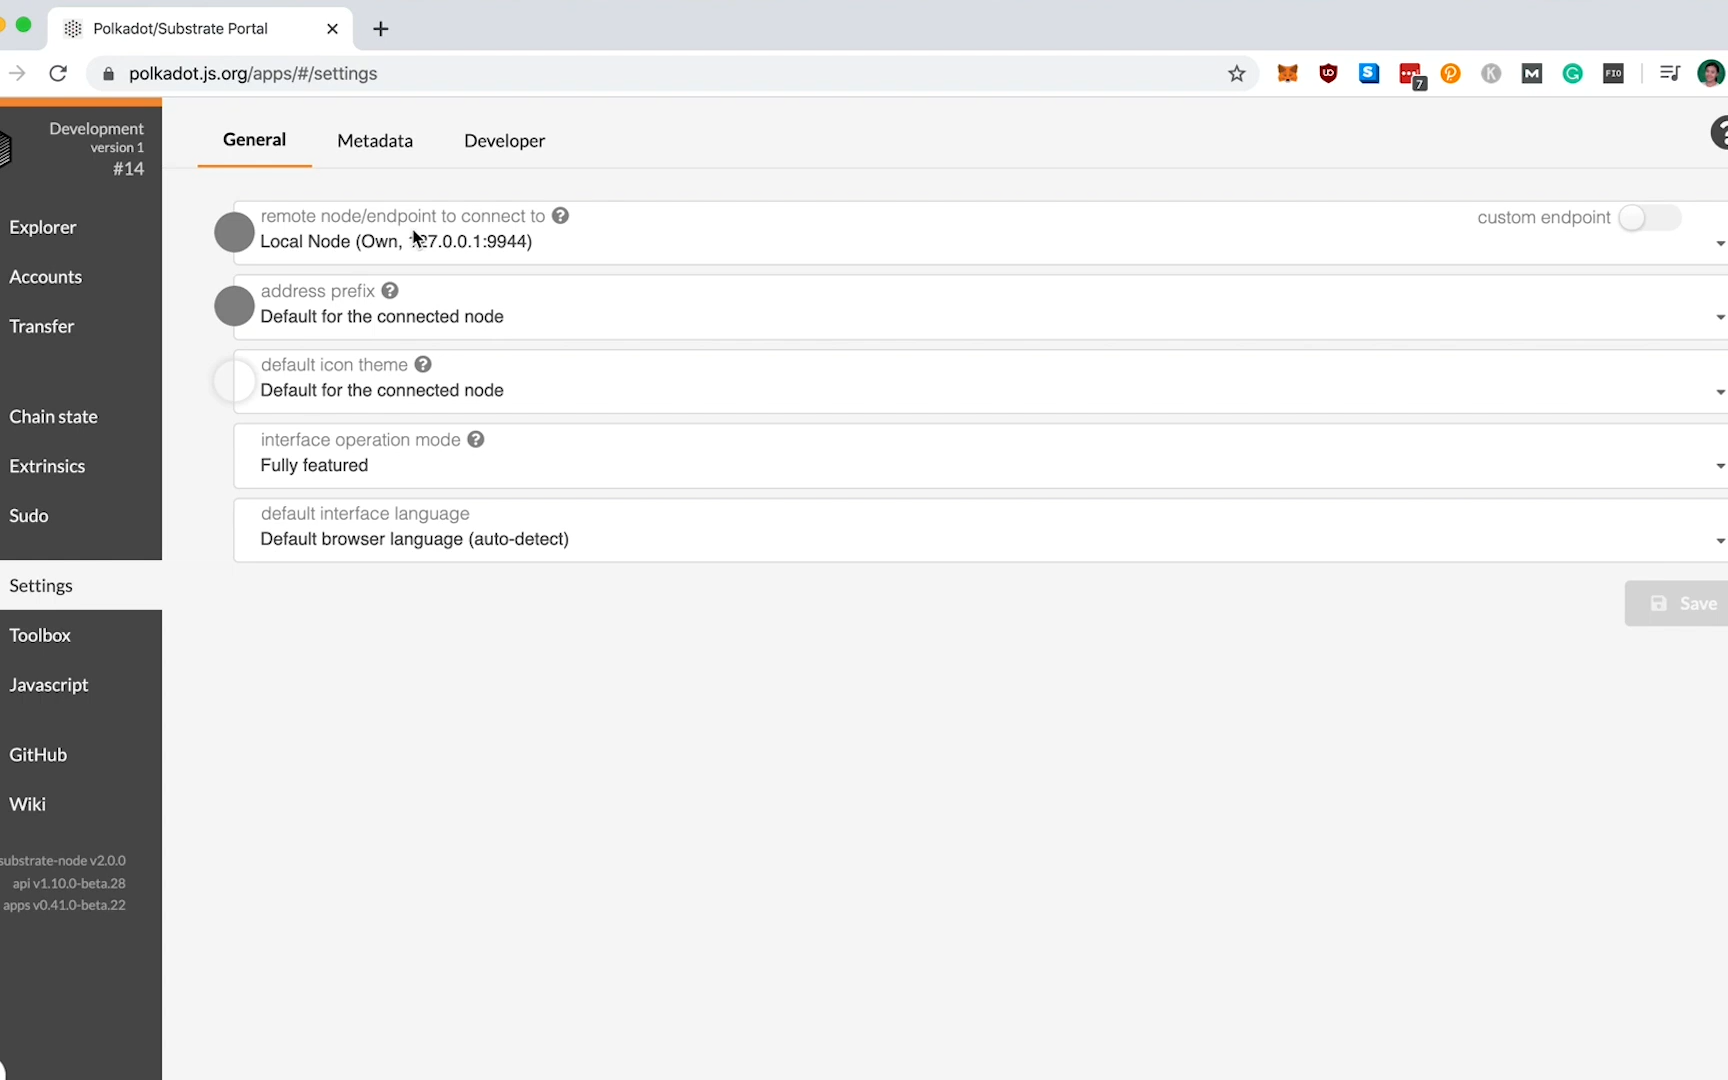 Polkadot/Substrate Portal
polkadot.js.org/apps/#/settings
7
FIO
Development
version 1
#14
General
Metadata
Developer
Explorer
Accounts
Transfer
Chain state
Extrinsics
Sudo
Settings
Toolbox
Javascript
GitHub
Wiki
substrate-node v2.0.0
api v1.10.0-beta.28
apps v0.41.0-beta.22
remote node/endpoint to connect to
Local Node (Own, 127.0.0.1:9944)
custom endpoint
address prefix
Default for the connected node
default icon theme
Default for the connected node
interface operation mode
Fully featured
default interface language
Default browser language (auto-detect)
Save